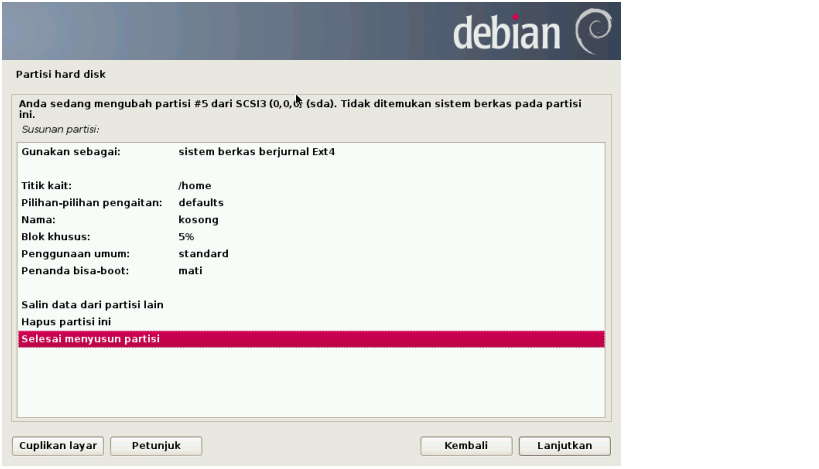 debian
Partisi hard disk
Anda sedang mengubah partisi #5 dari SCSI3 (0,0,0) (sda). Tidak ditemukan sistem berkas pada partisi
ini.
Susunan partisi:
Gunakan sebagai: sistem berkas berjurnal Ext4
Titik kait: /home
Pilihan-pilihan pengaitan: defaults
Nama: kosong
Blok khusus: 5%
Penggunaan umum: standard
Penanda bisa-boot: mati
Salin data dari partisi lain
Hapus partisi ini
Selesai menyusun partisi
Cuplikan layar Petunjuk Kembali Lanjutkan